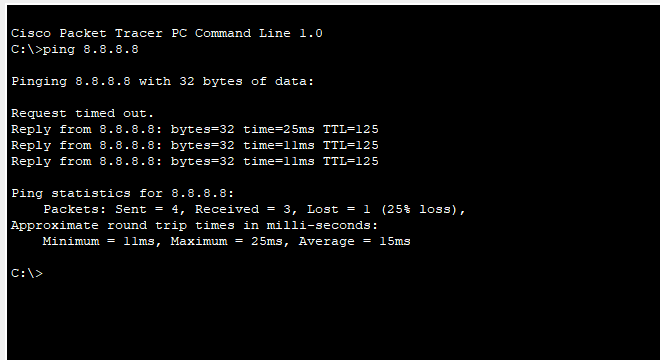 Cisco Packet Tracer PC Command Line 1.0
C:\>ping 8.8.8.8
Pinging 8.8.8.8 with 32 bytes of data:
Request timed out.
Reply from 8.8.8.8: bytes=32 time=25ms TTL=125
Reply from 8.8.8.8: bytes=32 time=11ms TTL=125
Reply from 8.8.8.8: bytes=32 time=11ms TTL=125
Ping statistics for 8.8.8.8:
Packets: Sent = 4, Received = 3, Lost = 1 (25% loss),
Approximate round trip times in milli-seconds:
Minimum = 11ms, Maximum = 25ms, Average = 15ms
C:\>